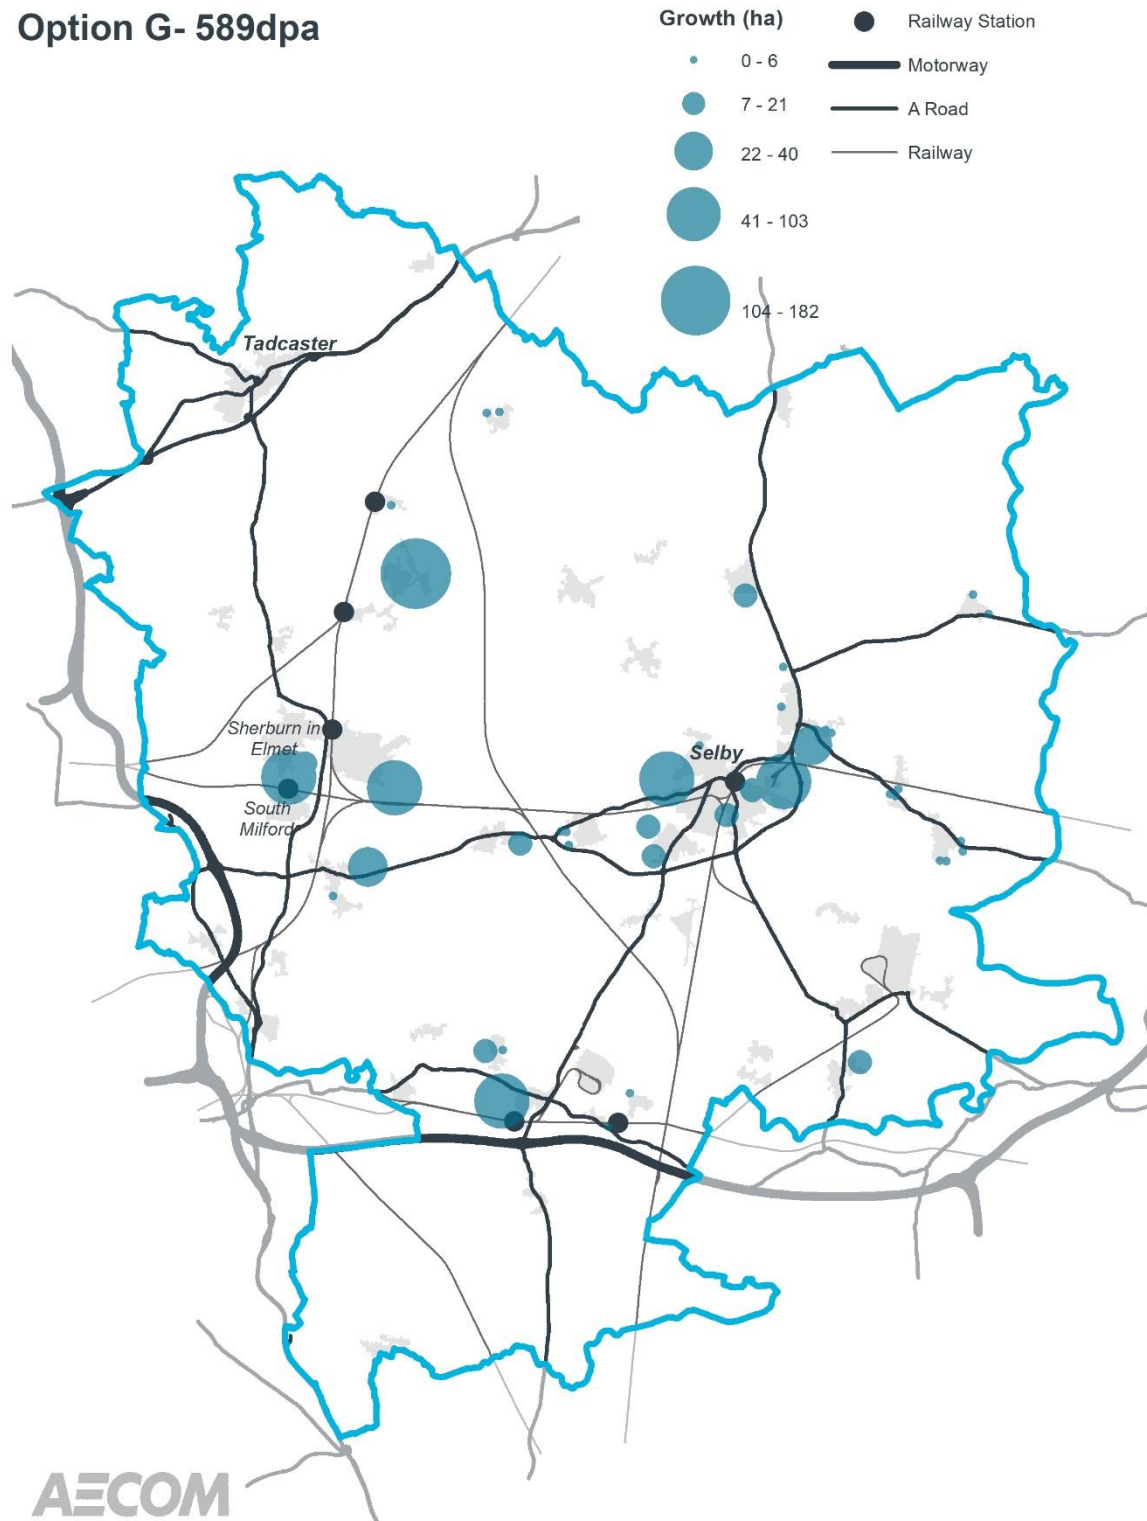 Option G- 589dpa
Growth (ha)
0 - 6
7 - 21
22 - 40
41 - 103
104 - 182
Railway Station
Motorway
A Road
Railway
Tadcaster
Sherburn in
Elmet
South
Milford
Selby
AECOM